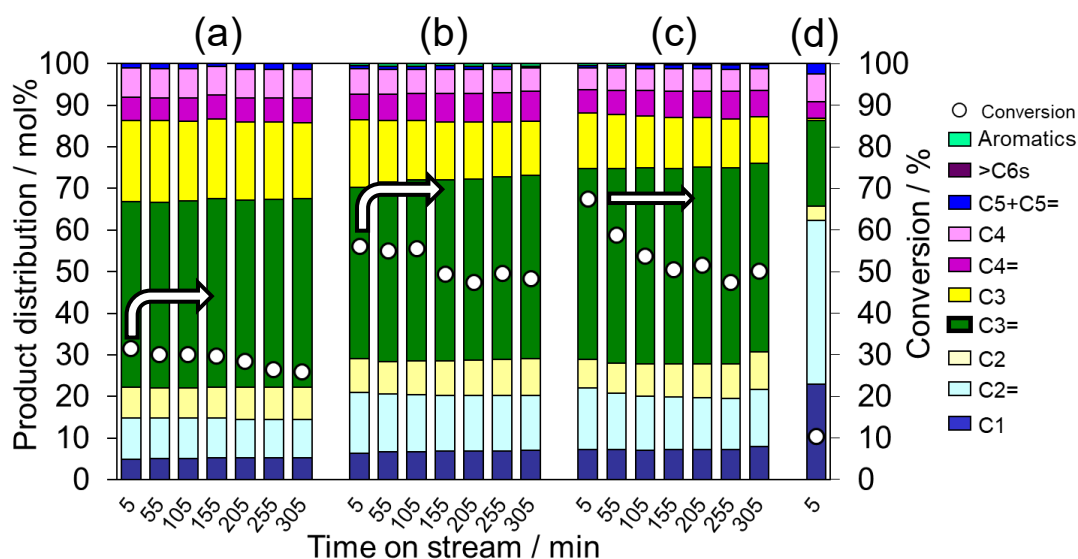 (a) (b) (c) (d)
Product distribution / mol%
100
90
80
70
60
50
40
30
20
10
0
5 55 105 155 205 255 305 5 55 105 155 205 255 305 5 55 105 155 205 255 305 5
Time on stream / min
100
90
80
70
60
50
40
30
20
10
0
Conversion / %
Conversion
Aromatics
>C6s
C5+C5=
C4
C4=
C3
C3=
C2
C2=
C1